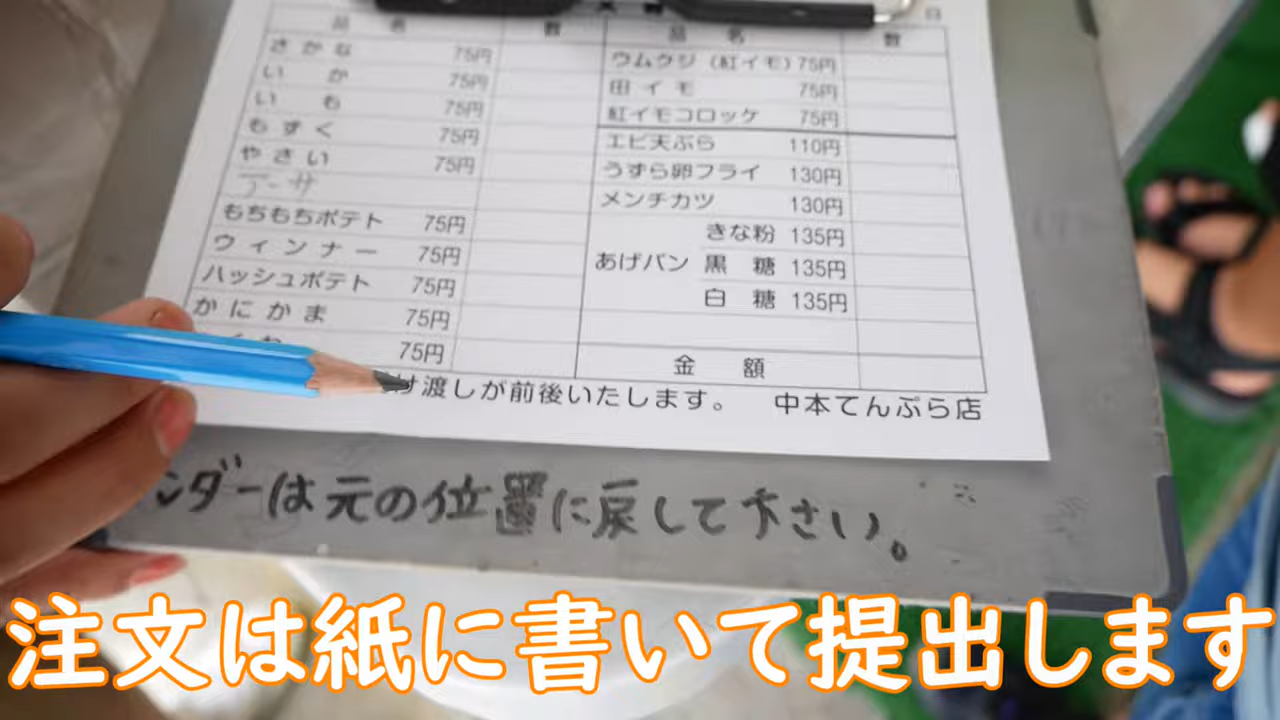 品 名 数
さかな 75円
いか 75円
いも 75円
もずく 75円
やさい 75円
アーサ
もちもちポテト 75円
ウィンナー 75円
ハッシュポテト 75円
かにかま 75円
75円
日
品 名 数
ウムクジ(紅イモ)75円
田イモ 75円
紅イモコロッケ 75円
エビ天ぷら 110円
うずら卵フライ 130円
メンチカツ 130円
あげパン きな粉 135円
黒糖 135円
白糖 135円
金額
け渡しが前後いたします。 中本てんぷら店
ンダーは元の位置に戻して下さい。
注文は紙に書いて提出します